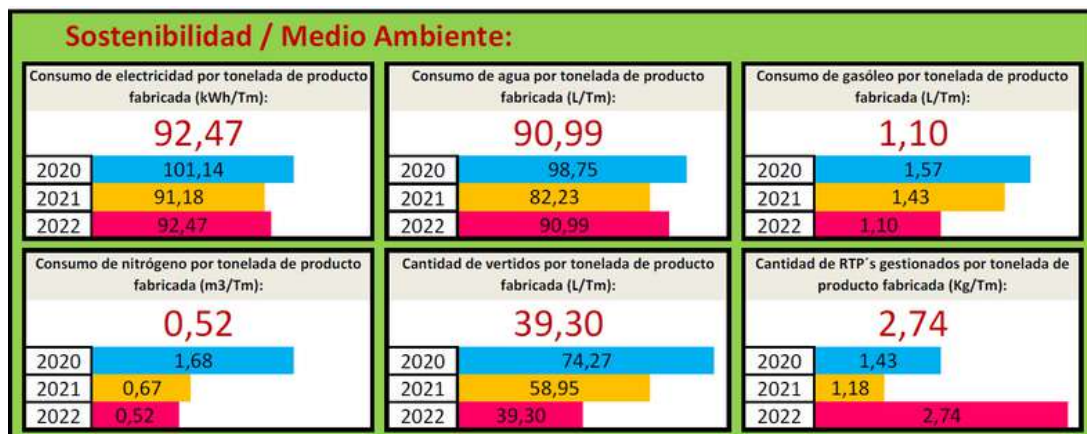 Sostenibilidad / Medio Ambiente:
Consumo de electricidad por tonelada de producto
fabricada (kWh/Tm):
92,47
2020 101,14
2021 91,18
2022 92,47
Consumo de agua por tonelada de producto
fabricada (L/Tm):
90,99
2020 98,75
2021 82,23
2022 90,99
Consumo de gasóleo por tonelada de producto
fabricada (L/Tm):
1,10
2020 1,57
2021 1,43
2022 1,10
Consumo de nitrógeno por tonelada de producto
fabricada (m3/Tm):
0,52
2020 1,68
2021 0,67
2022 0,52
Cantidad de vertidos por tonelada de producto
fabricada (L/Tm):
39,30
2020 74,27
2021 58,95
2022 39,30
Cantidad de RTP´s gestionados por tonelada de
producto fabricada (Kg/Tm):
2,74
2020 1,43
2021 1,18
2022 2,74